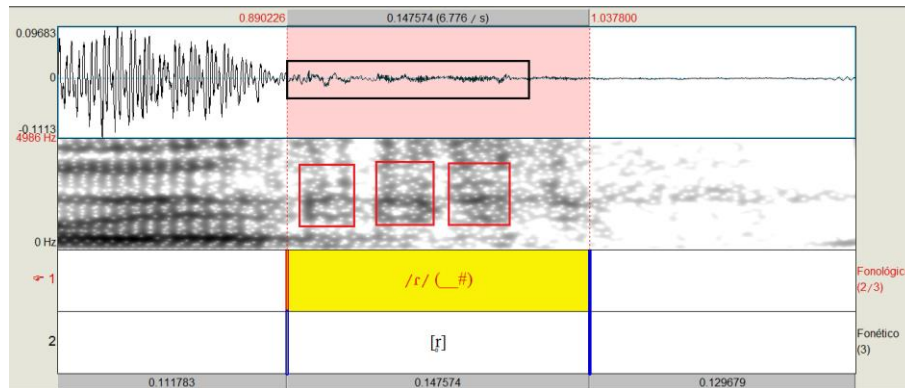 0.890226 0.147574 (6.776 / s) 1.037800
0.09683
0
-0.1113
4986 Hz
0 Hz
1 /ɾ/ (__#) Fonológico (2/3)
2 [r̥] Fonético (3)
0.111783 0.147574 0.129679